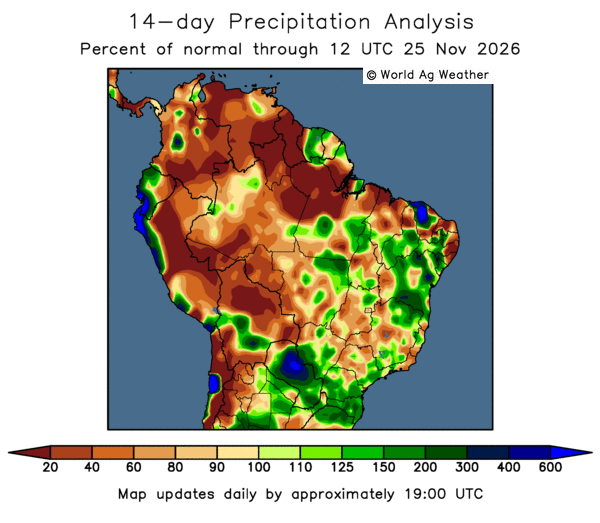 14-day Precipitation Analysis
Percent of normal through 12 UTC 25 Nov 2026
© World Ag Weather
20 40 60 80 90 100 110 125 150 200 300 400 600
Map updates daily by approximately 19:00 UTC